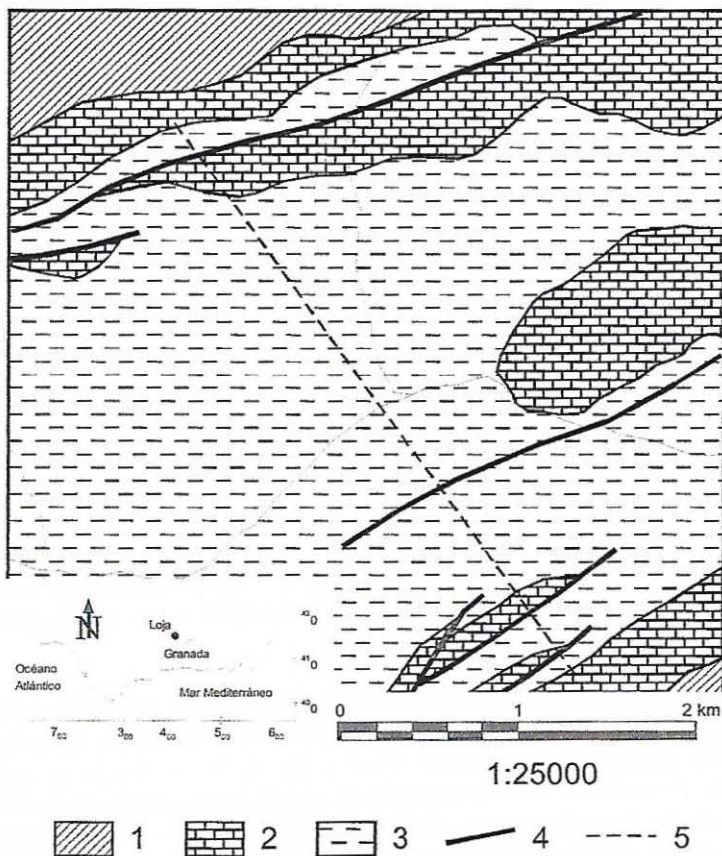 N
Loja
Granada
Océano
Atlántico
Mar Mediterráneo
0 1 2 km
1:25000
1 2 3 4 5